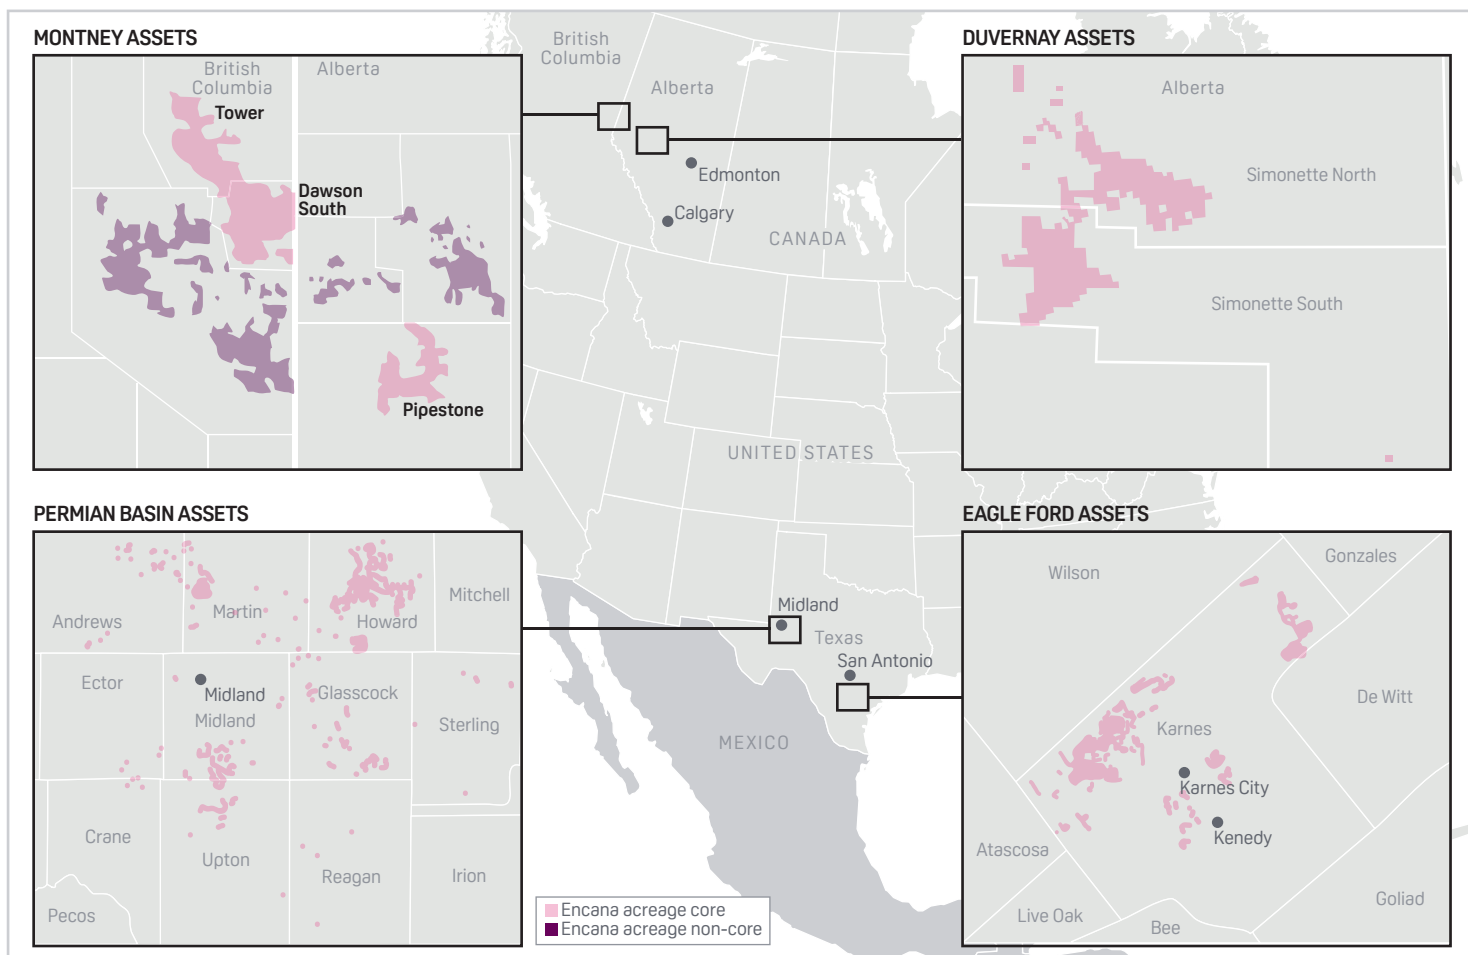 MONTNEY ASSETS
British
Columbia
Alberta
Tower
Dawson
South
Pipestone
British
Columbia
Alberta
Edmonton
Calgary
CANADA
UNITED STATES
Midland
Texas
San Antonio
MEXICO
DUVERNAY ASSETS
Alberta
Simonette North
Simonette South
PERMIAN BASIN ASSETS
Andrews
Martin
Howard
Mitchell
Ector
Midland
Midland
Glasscock
Sterling
Crane
Upton
Reagan
Irion
Pecos
Encana acreage core
Encana acreage non-core
EAGLE FORD ASSETS
Wilson
Gonzales
De Witt
Karnes
Karnes City
Kenedy
Atascosa
Live Oak
Bee
Goliad